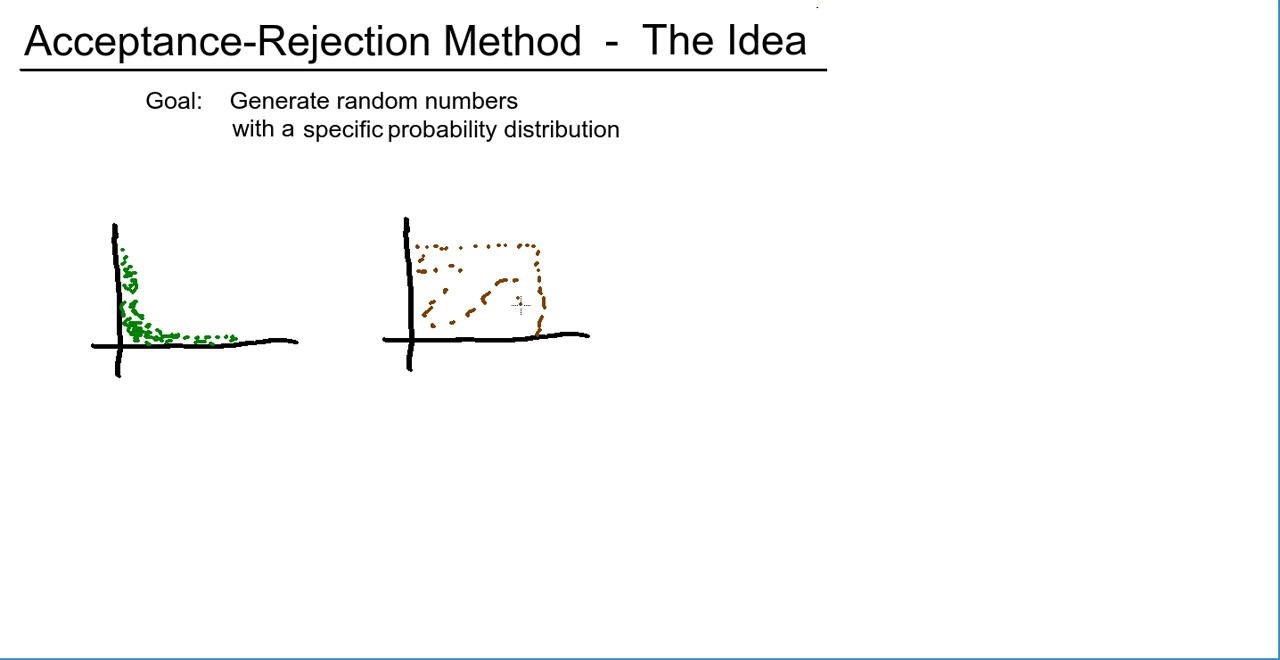 Acceptance-Rejection Method - The Idea
Goal: Generate random numbers
with a specific probability distribution